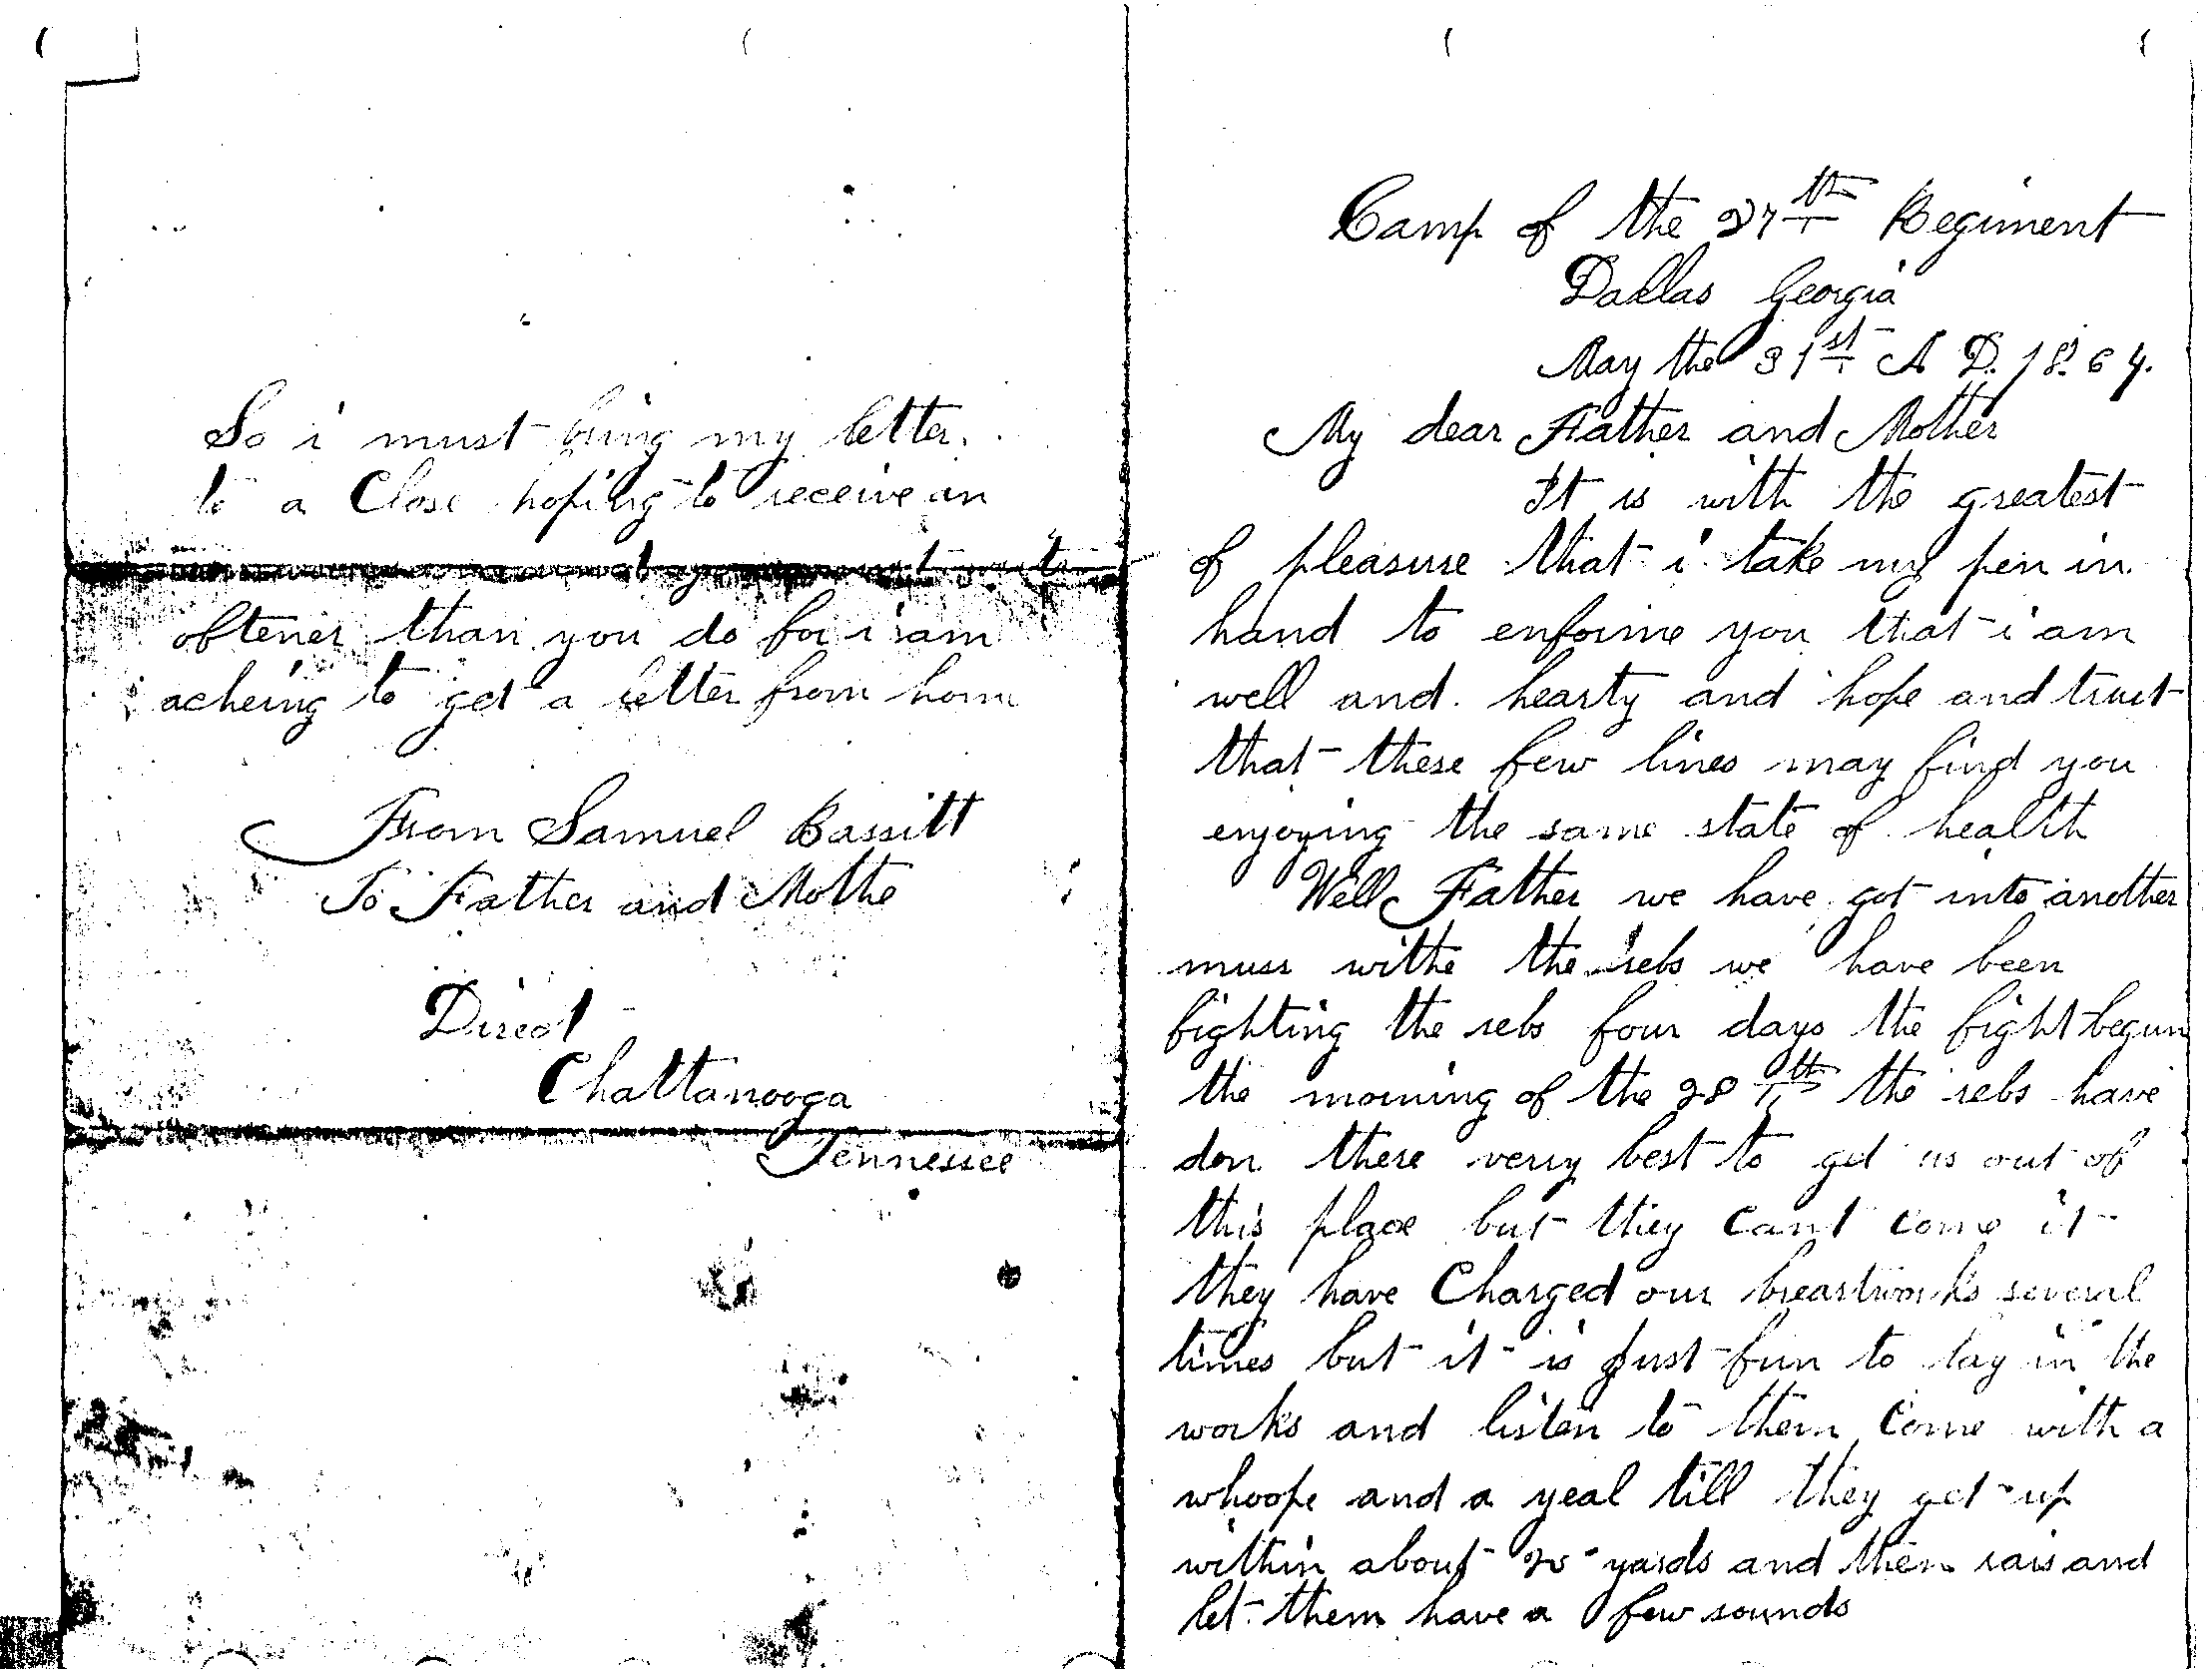 So i must bring my letter
to a Close hoping to receive an
you must write
oftener than you do for i am
acheing to get a letter from hom
From Samuel Bassitt
To Father and Mothe
Direct
Chattanooga
Tennessee
Camp of the 27th Regiment
Dallas Georgia
May the 31st A D. 1864.
My dear Father and Mother
It is with the greatest
of pleasure that i take my pen in
hand to enforme you that i am
well and hearty and hope and trust
that these few lines may find you
enjoying the same state of health
Well Father we have got into another
muss withe the rebs we have been
fighting the rebs four days the fight begun
the morning of the 28th the rebs have
don there verry best to get us out of
this place but they cant come it
they have Charged our breastworks several
times but it is just fun to lay in the
works and listen to them Come with a
whoope and a yeal till they get up
within about 20 yards and then rais and
let them have a few rounds